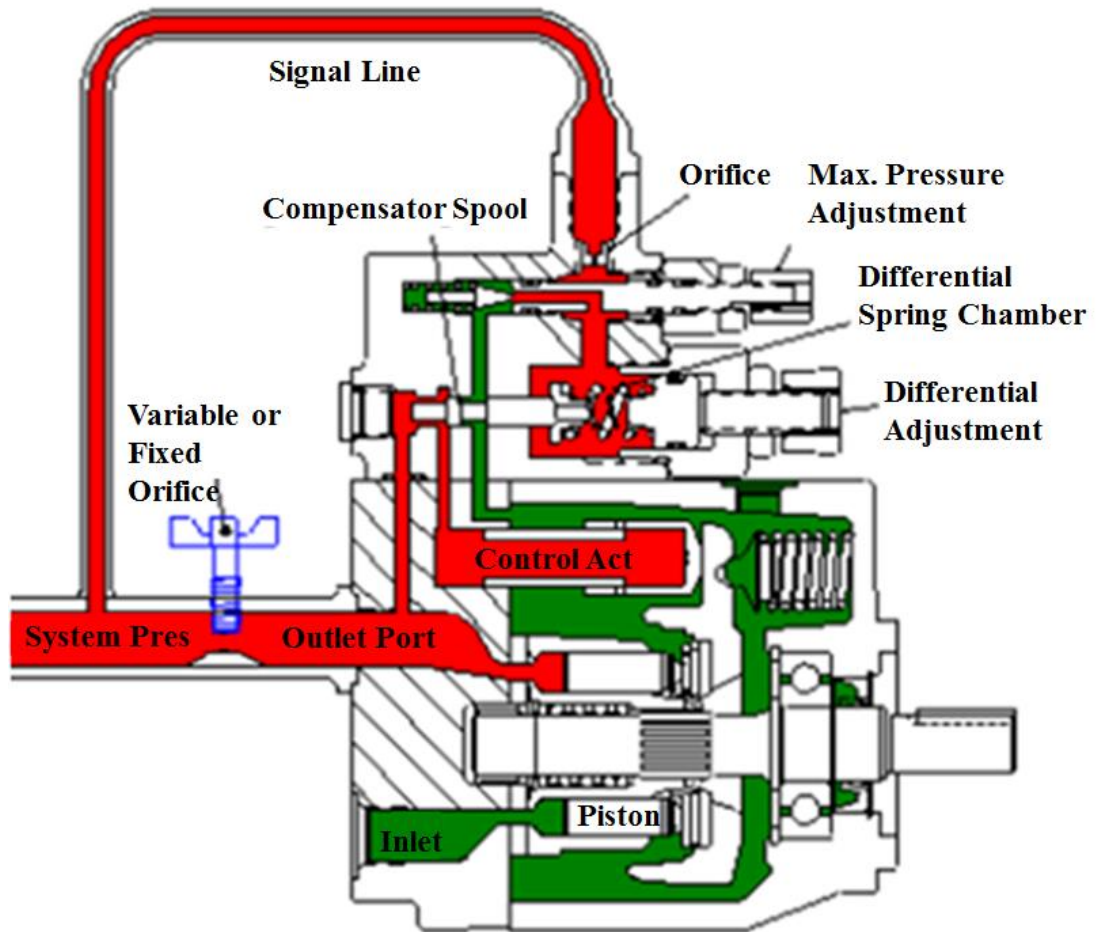 Signal Line
Orifice
Max. Pressure
Adjustment
Compensator Spool
Differential
Spring Chamber
Variable or
Fixed
Orifice
Differential
Adjustment
Control Act
System Pres
Outlet Port
Piston
Inlet